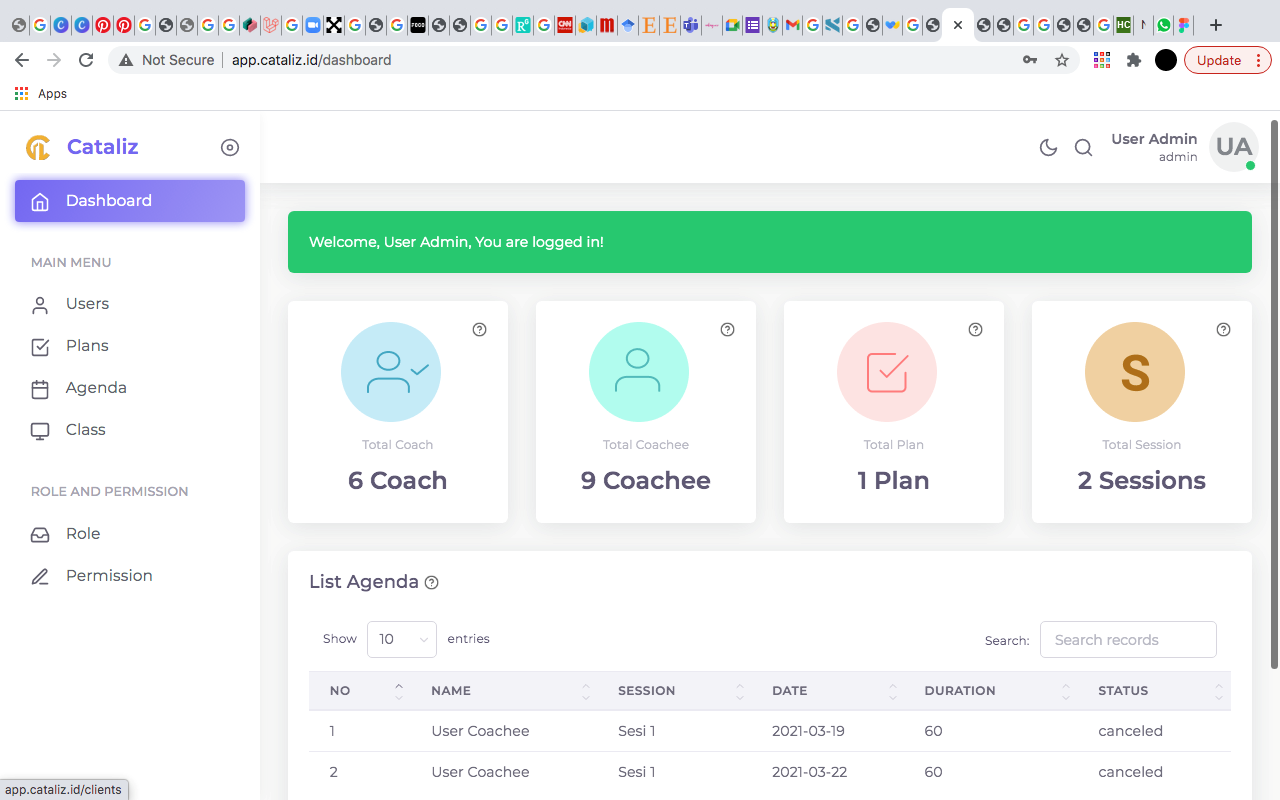 Not Secure app.cataliz.id/dashboard
Update
Apps
Cataliz
User Admin
admin
UA
Dashboard
MAIN MENU
Users
Plans
Agenda
Class
ROLE AND PERMISSION
Role
Permission
Welcome, User Admin, You are logged in!
S
Total Coach Total Coachee Total Plan Total Session
6 Coach 9 Coachee 1 Plan 2 Sessions
List Agenda
Show 10 entries Search: Search records
NO NAME SESSION DATE DURATION STATUS
1 User Coachee Sesi 1 2021-03-19 60 canceled
2 User Coachee Sesi 1 2021-03-22 60 canceled
app.cataliz.id/clients